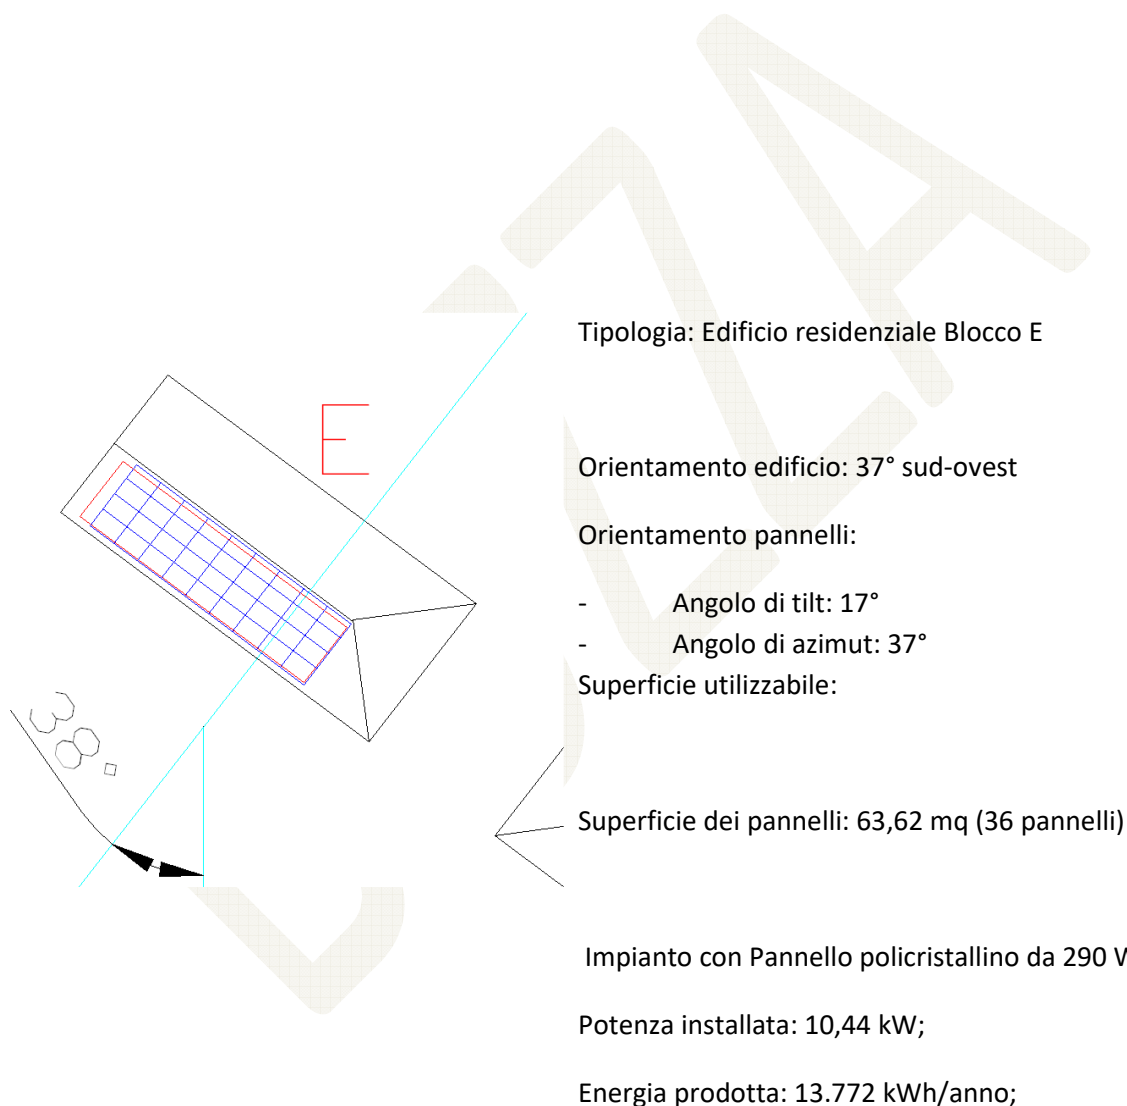 E
38°
Tipologia: Edificio residenziale Blocco E
Orientamento edificio: 37° sud-ovest
Orientamento pannelli:
- Angolo di tilt: 17°
- Angolo di azimut: 37°
Superficie utilizzabile:
Superficie dei pannelli: 63,62 mq (36 pannelli)
Impianto con Pannello policristallino da 290
Potenza installata: 10,44 kW;
Energia prodotta: 13.772 kWh/anno;